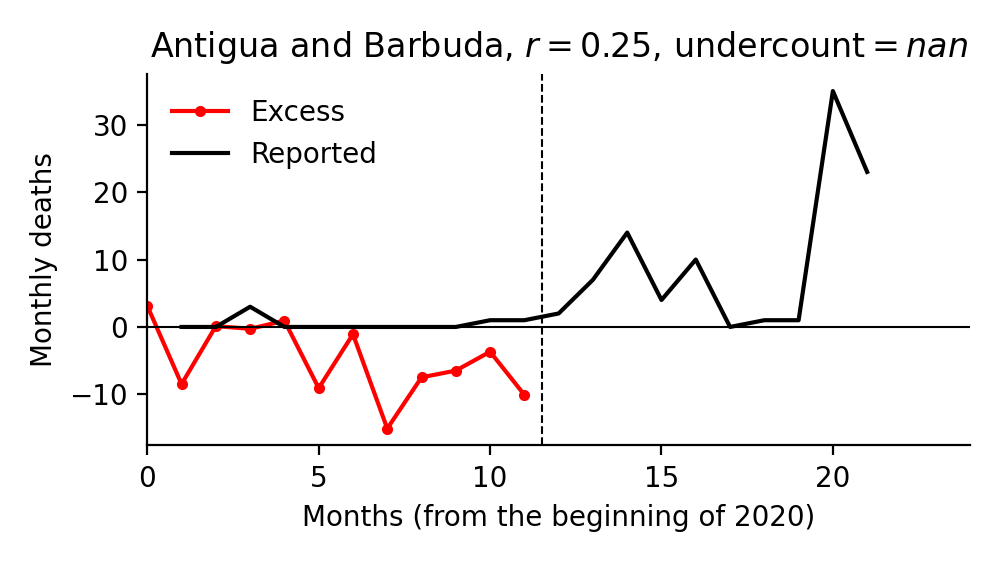 Antigua and Barbuda, r = 0.25, undercount = nan
Excess
Reported
Monthly deaths
30
20
10
0
−10
0 5 10 15 20
Months (from the beginning of 2020)